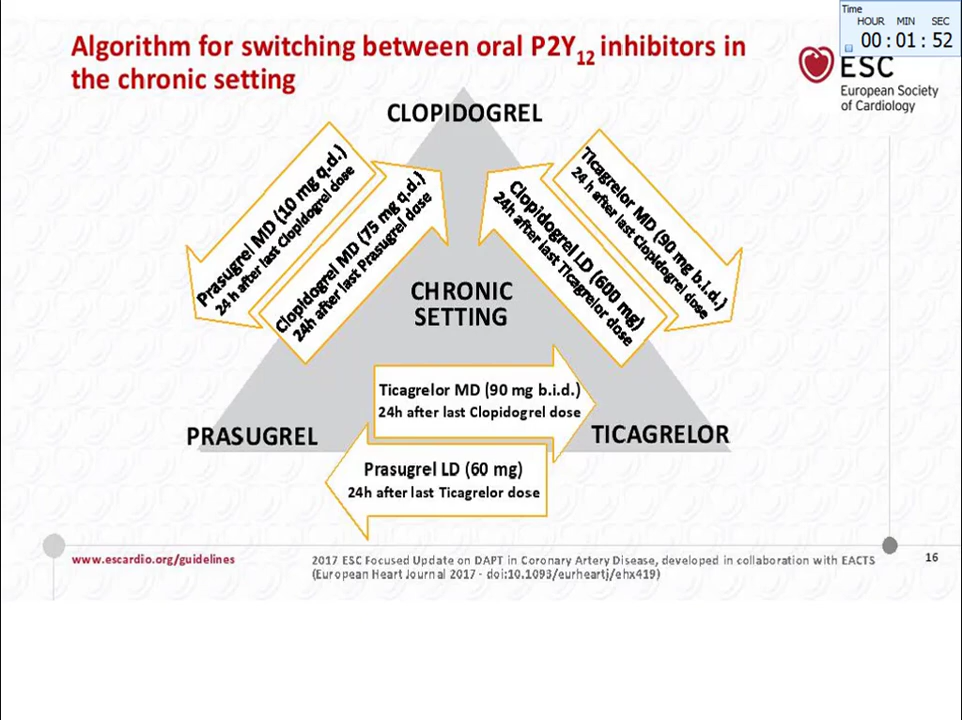 Time
HOUR MIN SEC
00 : 01 : 52
Algorithm for switching between oral P2Y12 inhibitors in
the chronic setting
ESC
European Society
of Cardiology
CLOPIDOGREL
Prasugrel MD (10 mg q.d.)
24 h after last Clopidogrel dose
Clopidogrel MD (75 mg q.d.)
24h after last Prasugrel dose
Clopidogrel LD (600 mg)
24h after last Ticagrelor dose
Ticagrelor MD (90 mg b.i.d.)
24 h after last Clopidogrel dose
CHRONIC
SETTING
Ticagrelor MD (90 mg b.i.d.)
24h after last Clopidogrel dose
PRASUGREL
TICAGRELOR
Prasugrel LD (60 mg)
24h after last Ticagrelor dose
www.escardio.org/guidelines
2017 ESC Focused Update on DAPT in Coronary Artery Disease, developed in collaboration with EACTS
(European Heart Journal 2017 - doi:10.1093/eurheartj/ehx419)
16